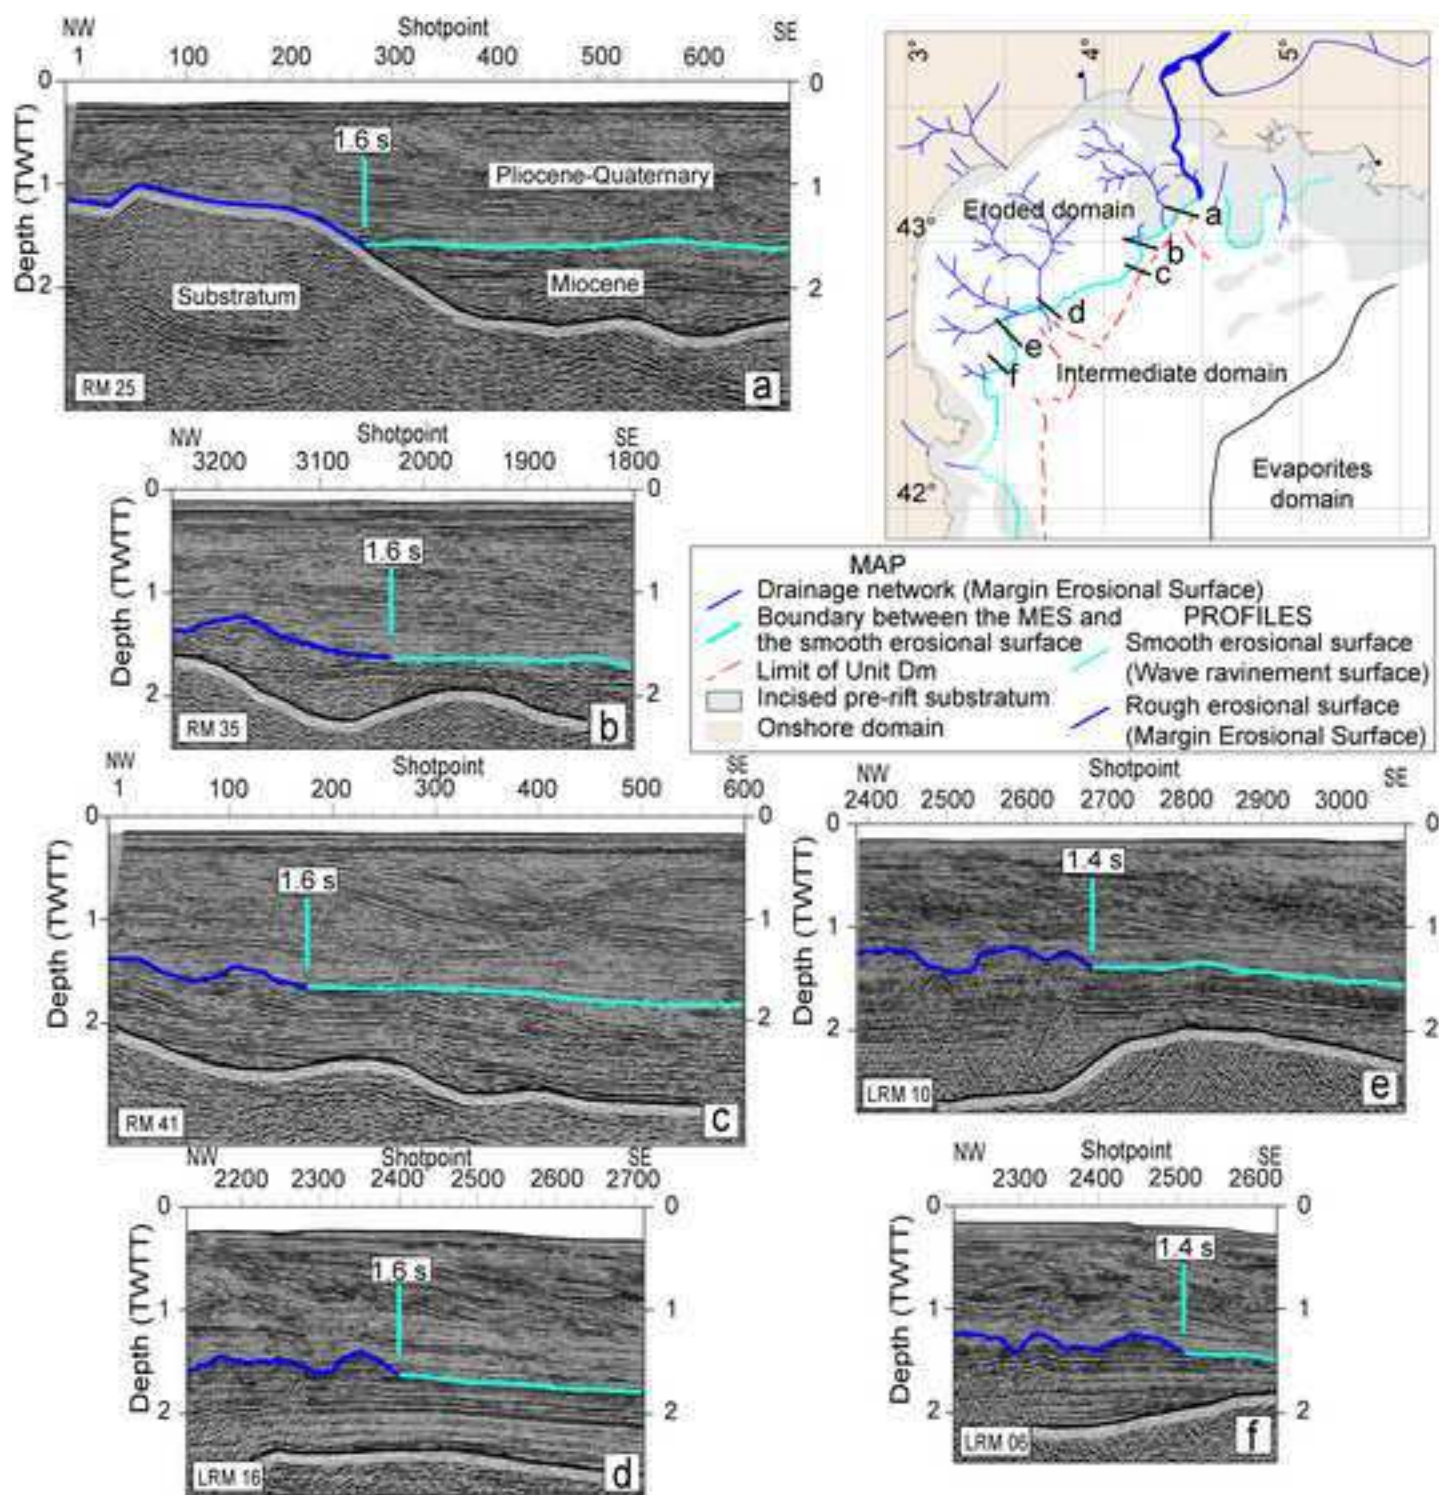 NW Shotpoint SE
1 100 200 300 400 500 600
0 0
1.6 s
Pliocene-Quaternary
1 1
Depth (TWTT)
Miocene
Substratum
2 2
RM 25
a
3° 4° 5°
Eroded domain
43°
a
b
c
d
e
f
Intermediate domain
42°
Evaporites
domain
NW Shotpoint SE
3200 3100 2000 1900 1800
0 0
1.6 s
1 1
Depth (TWTT)
2 2
RM 35
b
MAP
Drainage network (Margin Erosional Surface)
Boundary between the MES and
the smooth erosional surface
Limit of Unit Dm
Incised pre-rift substratum
Onshore domain
PROFILES
Smooth erosional surface
(Wave ravinement surface)
Rough erosional surface
(Margin Erosional Surface)
NW Shotpoint SE
1 100 200 300 400 500 600
0 0
1.6 s
1 1
Depth (TWTT)
2 2
RM 41
c
NW Shotpoint SE
2400 2500 2600 2700 2800 2900 3000
0 0
1.4 s
1 1
Depth (TWTT)
2 2
LRM 10
e
NW Shotpoint SE
2200 2300 2400 2500 2600 2700
0 0
1.6 s
1 1
Depth (TWTT)
2 2
LRM 16
d
NW Shotpoint SE
2300 2400 2500 2600
0 0
1.4 s
1 1
Depth (TWTT)
2 2
LRM 06
f